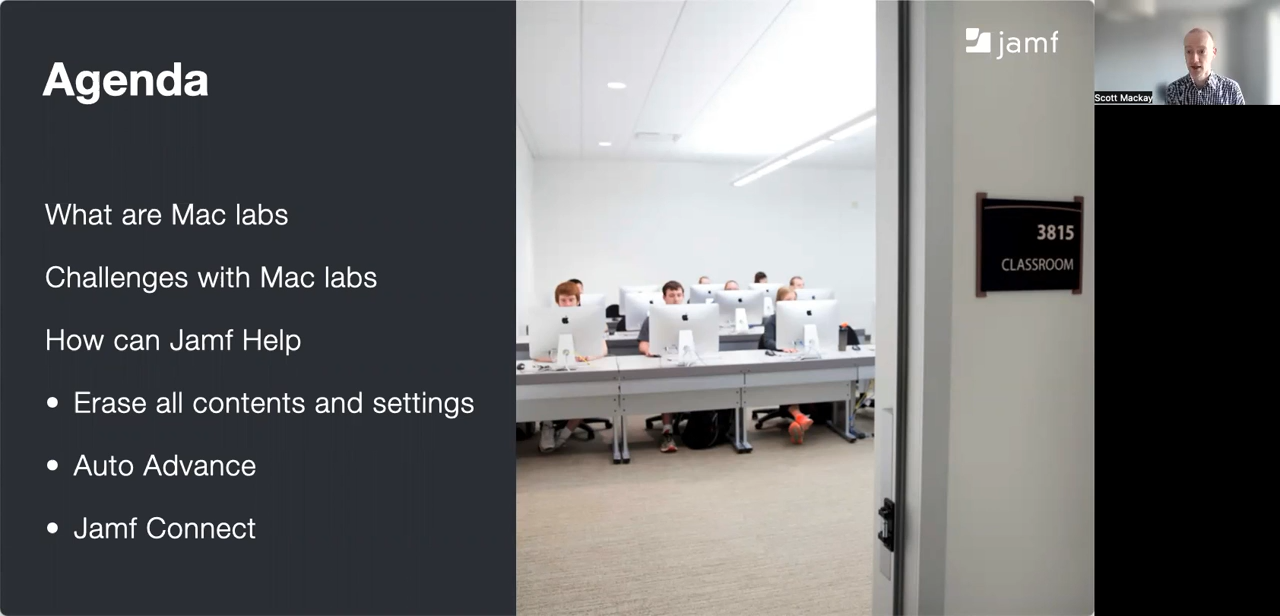 Agenda
What are Mac labs
Challenges with Mac labs
How can Jamf Help
• Erase all contents and settings
• Auto Advance
• Jamf Connect
jamf
3815
CLASSROOM
Scott Mackay